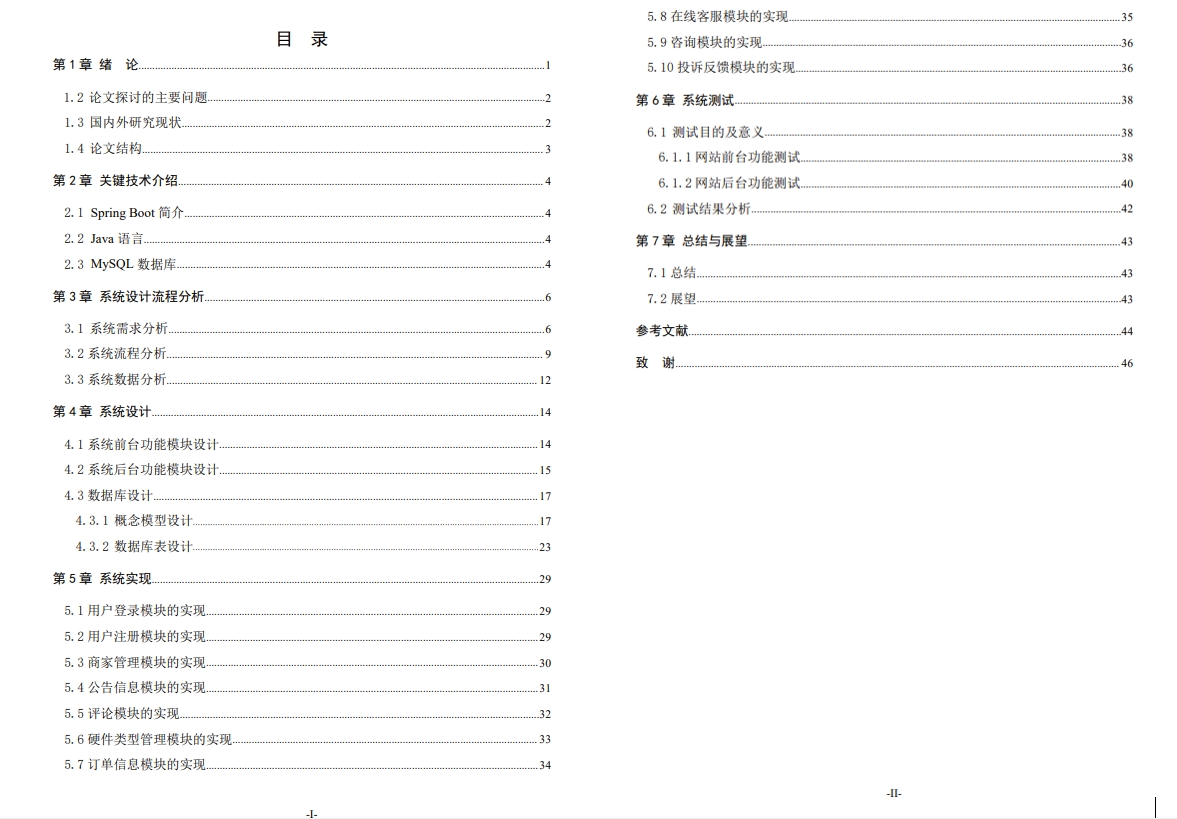 目 录
第 1 章 绪 论 1
1.2 论文探讨的主要问题 2
1.3 国内外研究现状 2
1.4 论文结构 3
第 2 章 关键技术介绍 4
2.1 Spring Boot 简介 4
2.2 Java 语言 4
2.3 MySQL 数据库 4
第 3 章 系统设计流程分析 6
3.1 系统需求分析 6
3.2 系统流程分析 9
3.3 系统数据分析 12
第 4 章 系统设计 14
4.1 系统前台功能模块设计 14
4.2 系统后台功能模块设计 15
4.3 数据库设计 17
4.3.1 概念模型设计 17
4.3.2 数据库表设计 23
第 5 章 系统实现 29
5.1 用户登录模块的实现 29
5.2 用户注册模块的实现 29
5.3 商家管理模块的实现 30
5.4 公告信息模块的实现 31
5.5 评论模块的实现 32
5.6 硬件类型管理模块的实现 33
5.7 订单信息模块的实现 34
-I-
5.8 在线客服模块的实现 35
5.9 咨询模块的实现 36
5.10 投诉反馈模块的实现 36
第 6 章 系统测试 38
6.1 测试目的及意义 38
6.1.1 网站前台功能测试 38
6.1.2 网站后台功能测试 40
6.2 测试结果分析 42
第 7 章 总结与展望 43
7.1 总结 43
7.2 展望 43
参考文献 44
致 谢 46
-II-